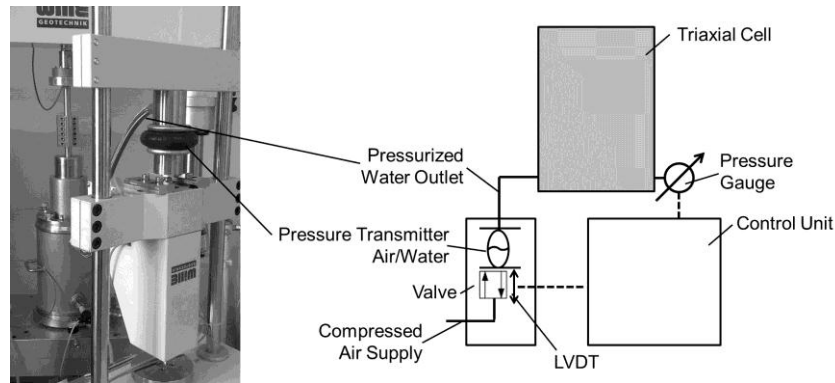 GEOTECHNIK
Triaxial Cell
Pressurized
Water Outlet
Pressure
Gauge
Pressure Transmitter
Air/Water
Control Unit
Valve
Compressed
Air Supply
LVDT